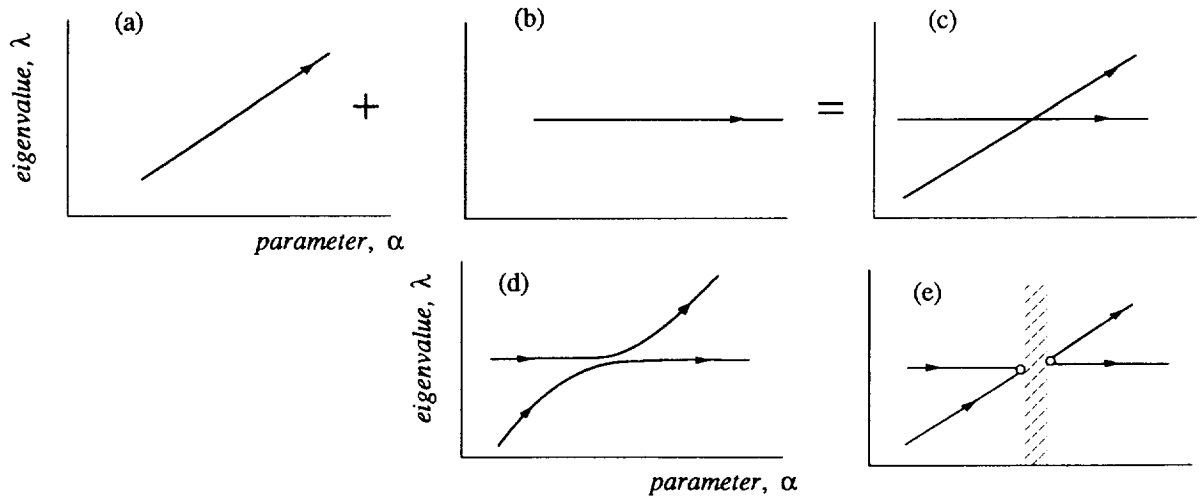 (a)
eigenvalue, λ
+
(b)
=
(c)
parameter, α
(d)
eigenvalue, λ
(e)
parameter, α